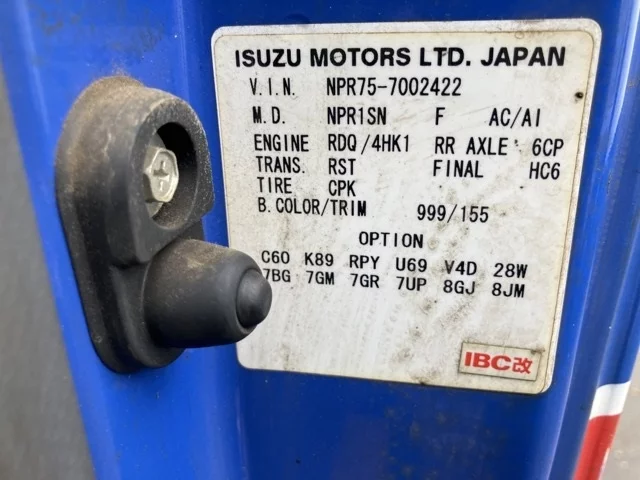 ISUZU MOTORS LTD. JAPAN
V.I.N. NPR75-7002422
M.D. NPR1SN F AC/AI
ENGINE RDQ/4HK1 RR AXLE 6CP
TRANS. RST FINAL HC6
TIRE CPK
B.COLOR/TRIM 999/155
OPTION
C60 K89 RPY U69 V4D 28W
7BG 7GM 7GR 7UP 8GJ 8JM
IBC改